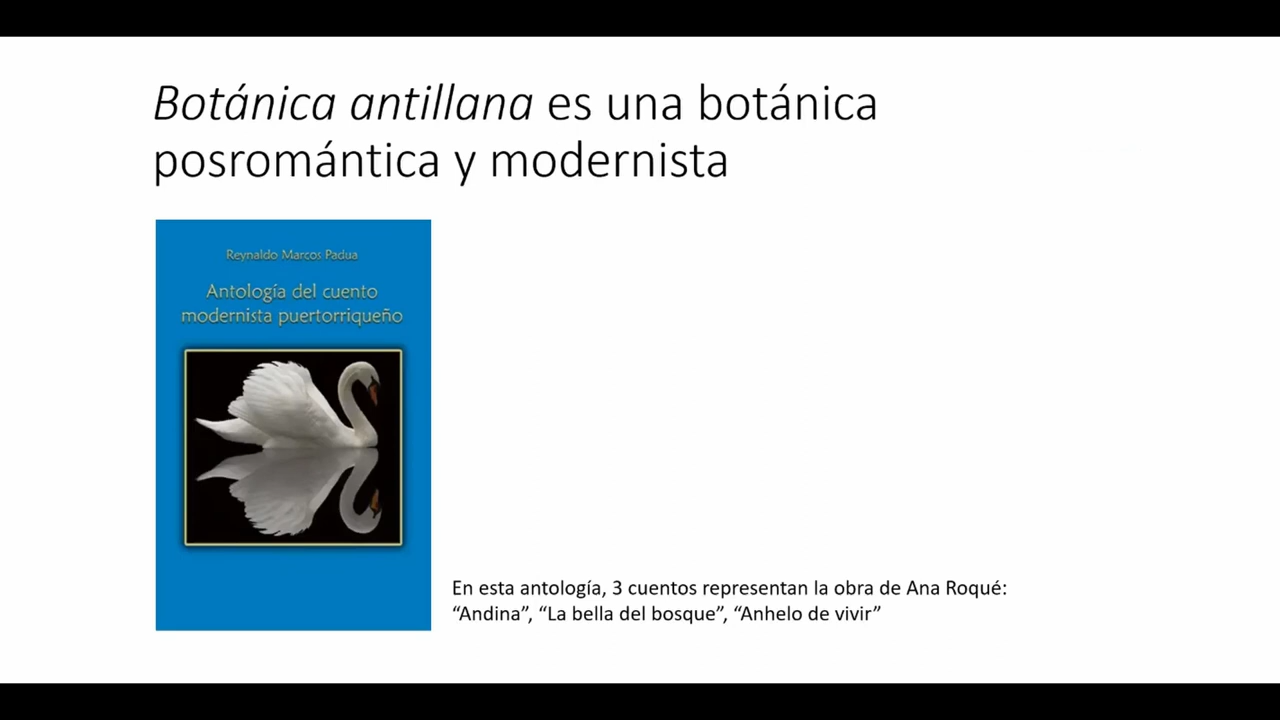 Botánica antillana es una botánica
posromántica y modernista
Reynaldo Marcos Padua
Antología del cuento
modernista puertorriqueño
En esta antología, 3 cuentos representan la obra de Ana Roqué:
“Andina”, “La bella del bosque”, “Anhelo de vivir”